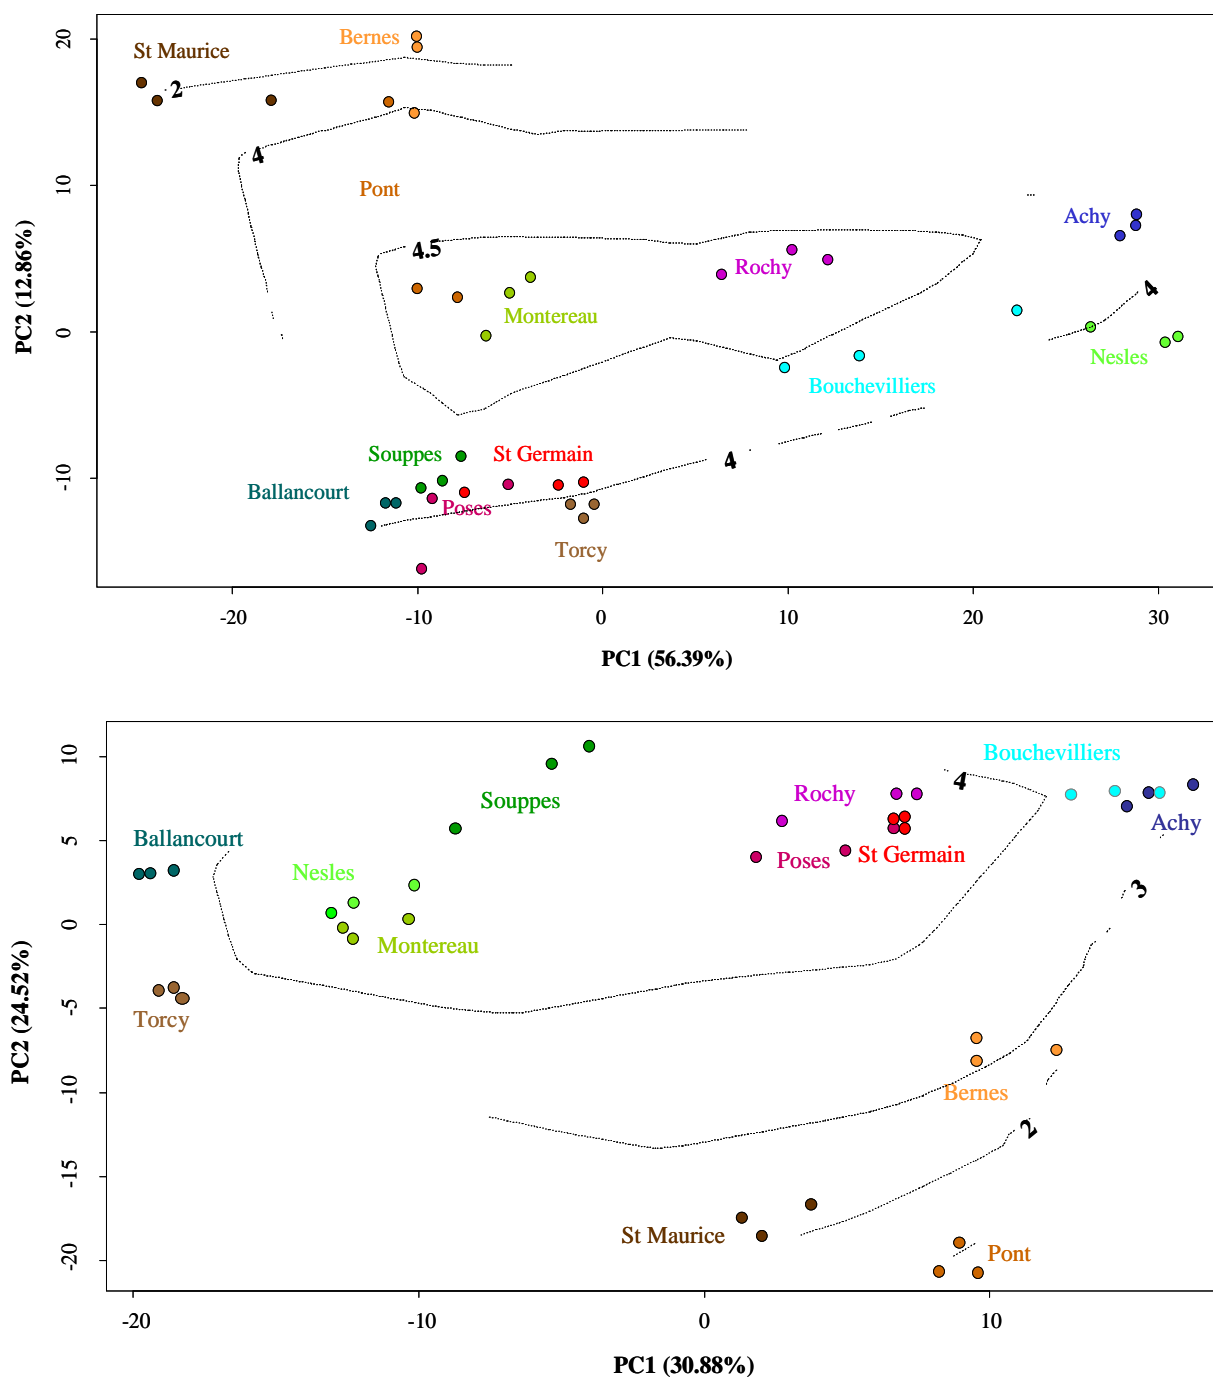 20
Bernes
St Maurice
2
4
10
Pont
Achy
4.5
Rochy
4
Montereau
PC2 (12.86%)
0
Nesles
Bouchevilliers
Souppes
St Germain
4
-10
Ballancourt
Poses
Torcy
-20
-10
0
10
20
30
PC1 (56.39%)
10
Bouchevilliers
4
Rochy
Souppes
Achy
5
Ballancourt
Poses
St Germain
Nesles
3
0
Montereau
PC2 (24.52%)
-5
Torcy
-10
Bernes
2
-15
St Maurice
Pont
-20
-20
-10
0
10
PC1 (30.88%)